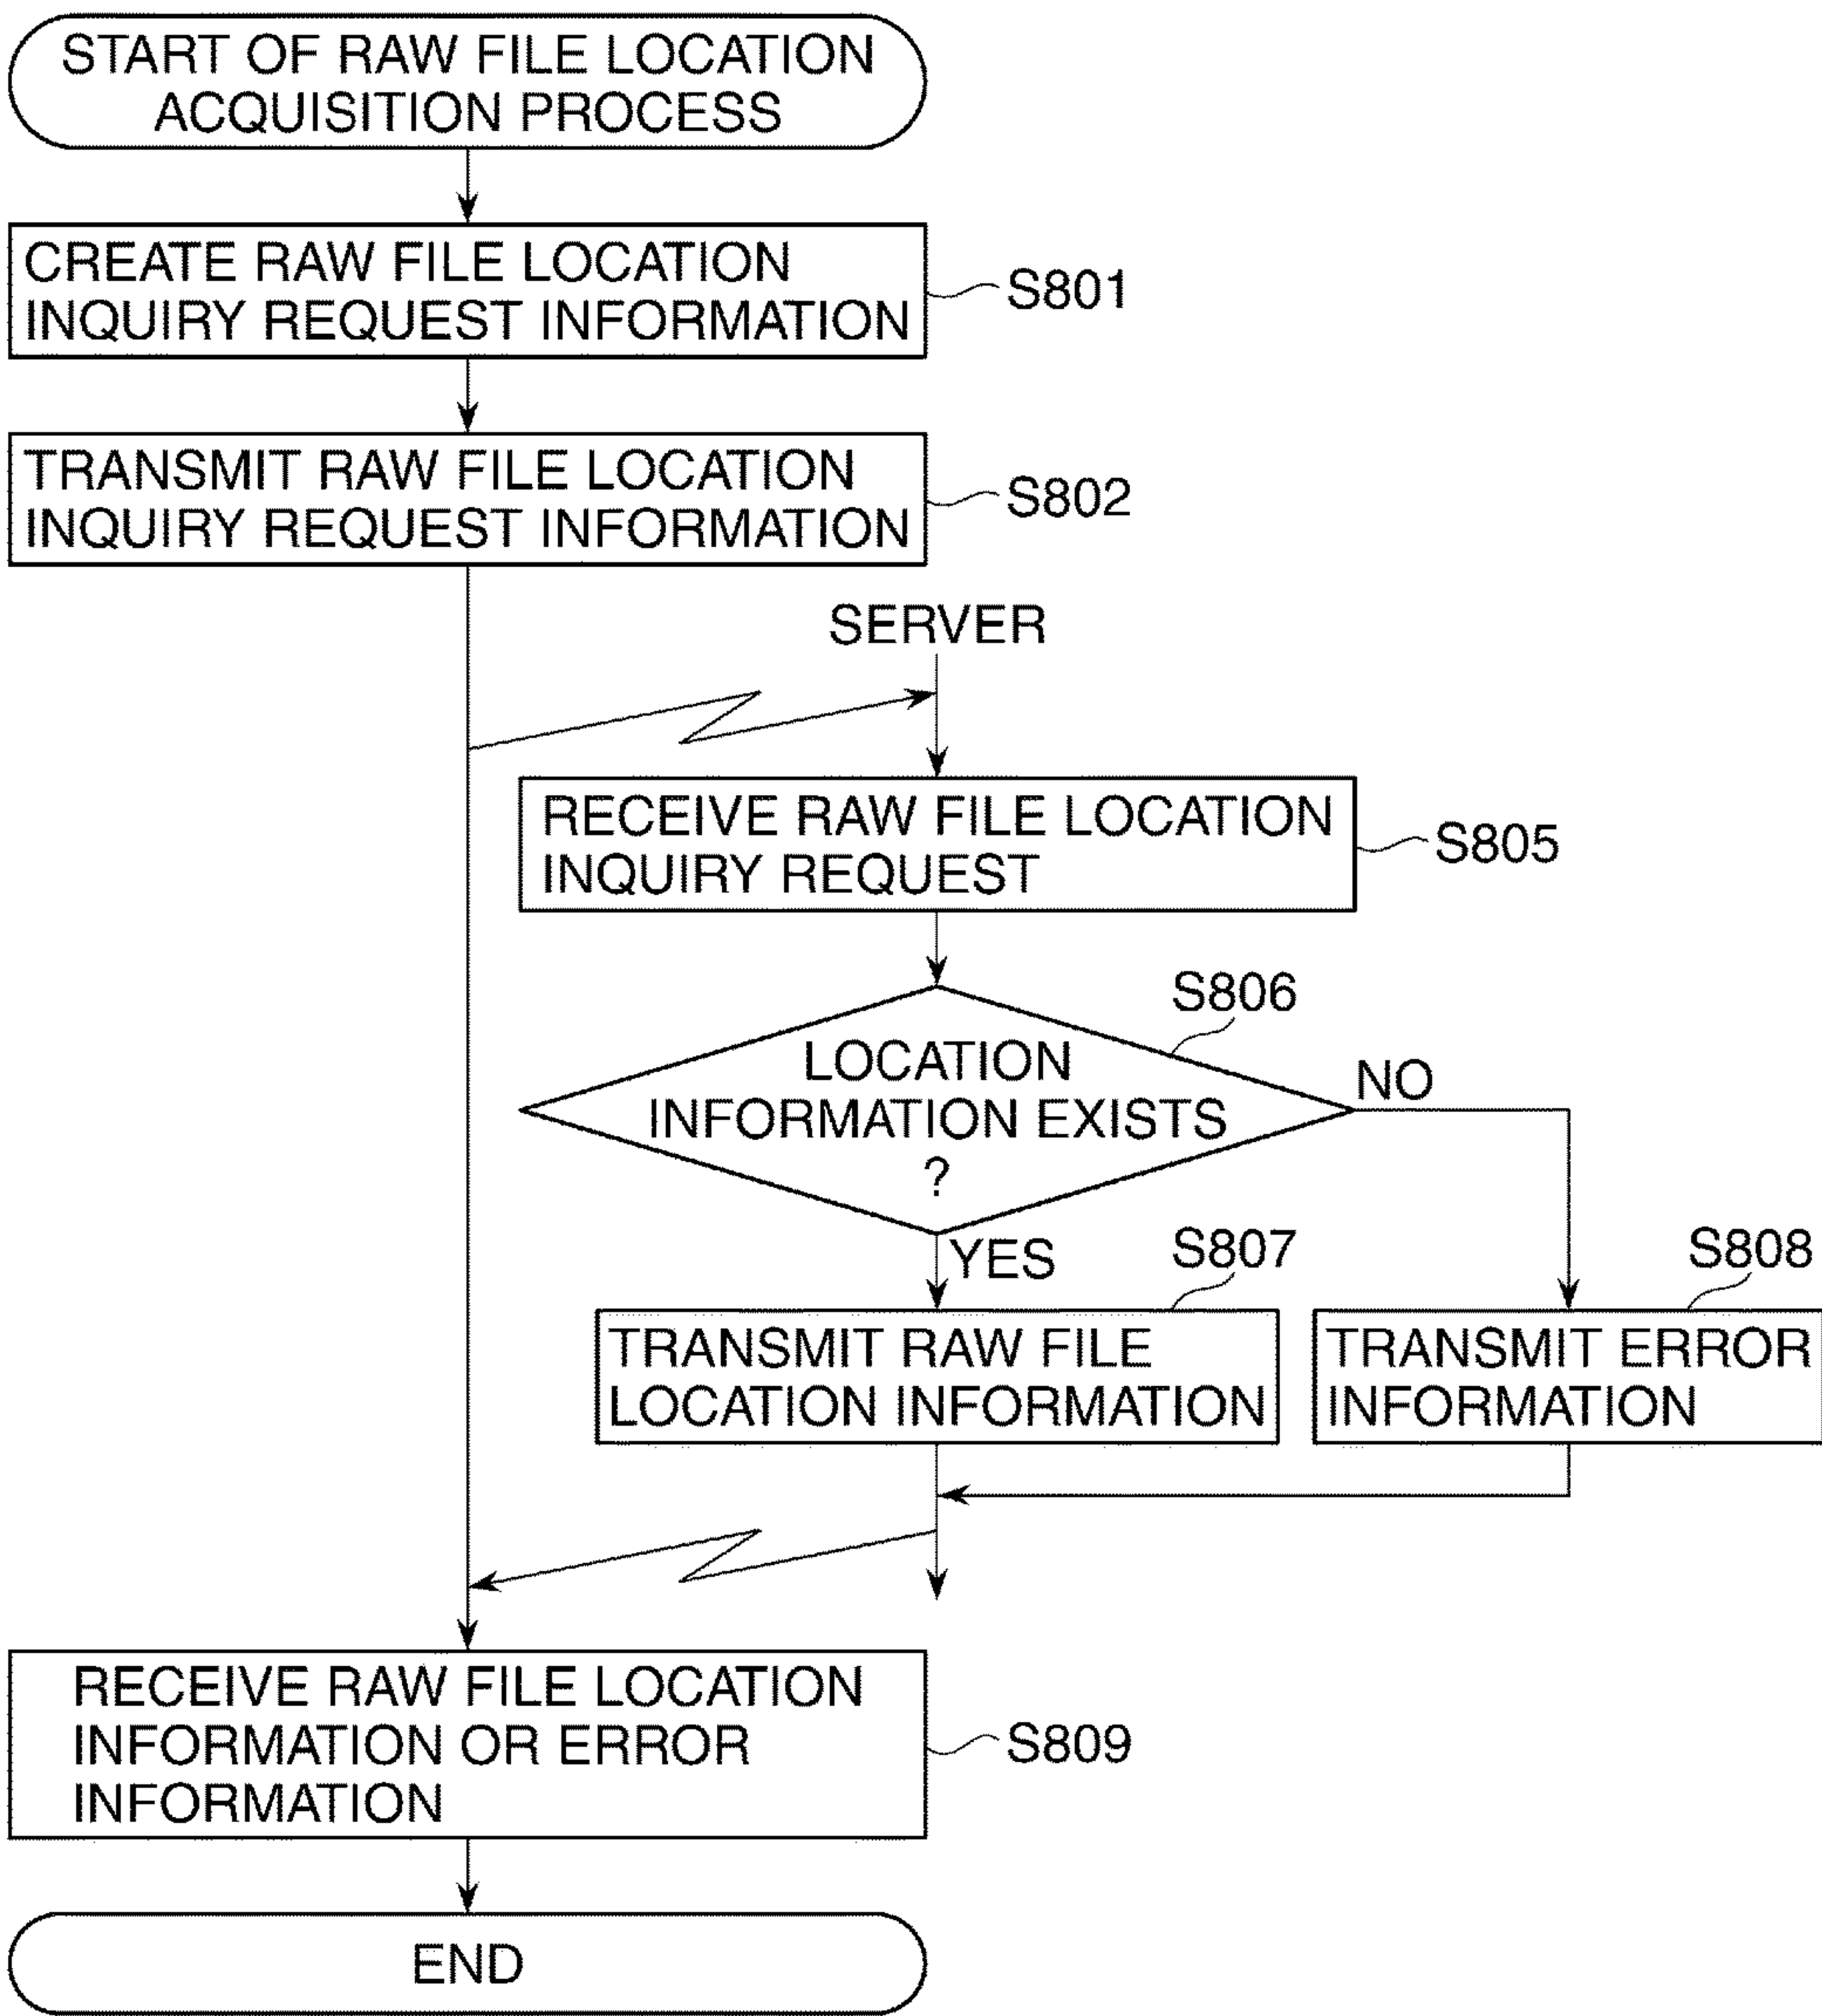 START OF RAW FILE LOCATION
ACQUISITION PROCESS
CREATE RAW FILE LOCATION
INQUIRY REQUEST INFORMATION
S801
TRANSMIT RAW FILE LOCATION
INQUIRY REQUEST INFORMATION
S802
SERVER
RECEIVE RAW FILE LOCATION
INQUIRY REQUEST
S805
S806
LOCATION
INFORMATION EXISTS
?
NO
YES
S807
S808
TRANSMIT RAW FILE
LOCATION INFORMATION
TRANSMIT ERROR
INFORMATION
RECEIVE RAW FILE LOCATION
INFORMATION OR ERROR
INFORMATION
S809
END